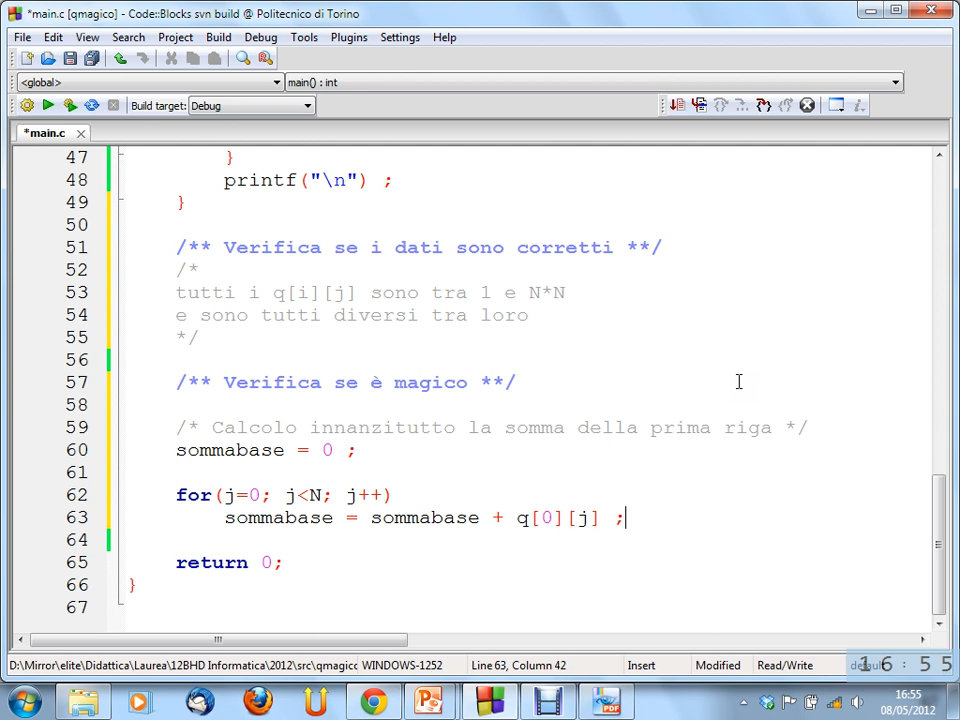 *main.c [qmagico] - Code::Blocks svn build @ Politecnico di Torino
File Edit View Search Project Build Debug Tools Plugins Settings Help
<global> main() : int
Build target: Debug
*main.c
47 }
48 printf("\n") ;
49 }
50
51 /** Verifica se i dati sono corretti **/
52 /*
53 tutti i q[i][j] sono tra 1 e N*N
54 e sono tutti diversi tra loro
55 */
56
57 /** Verifica se è magico **/
58
59 /* Calcolo innanzitutto la somma della prima riga */
60 sommabase = 0 ;
61
62 for(j=0; j<N; j++)
63 sommabase = sommabase + q[0][j] ;
64
65 return 0;
66 }
67
D:\Mirror\elite\Didattica\Laurea\12BHD Informatica\2012\src\qmagico WINDOWS-1252 Line 63, Column 42 Insert Modified Read/Write default
16:55
16:55
08/05/2012